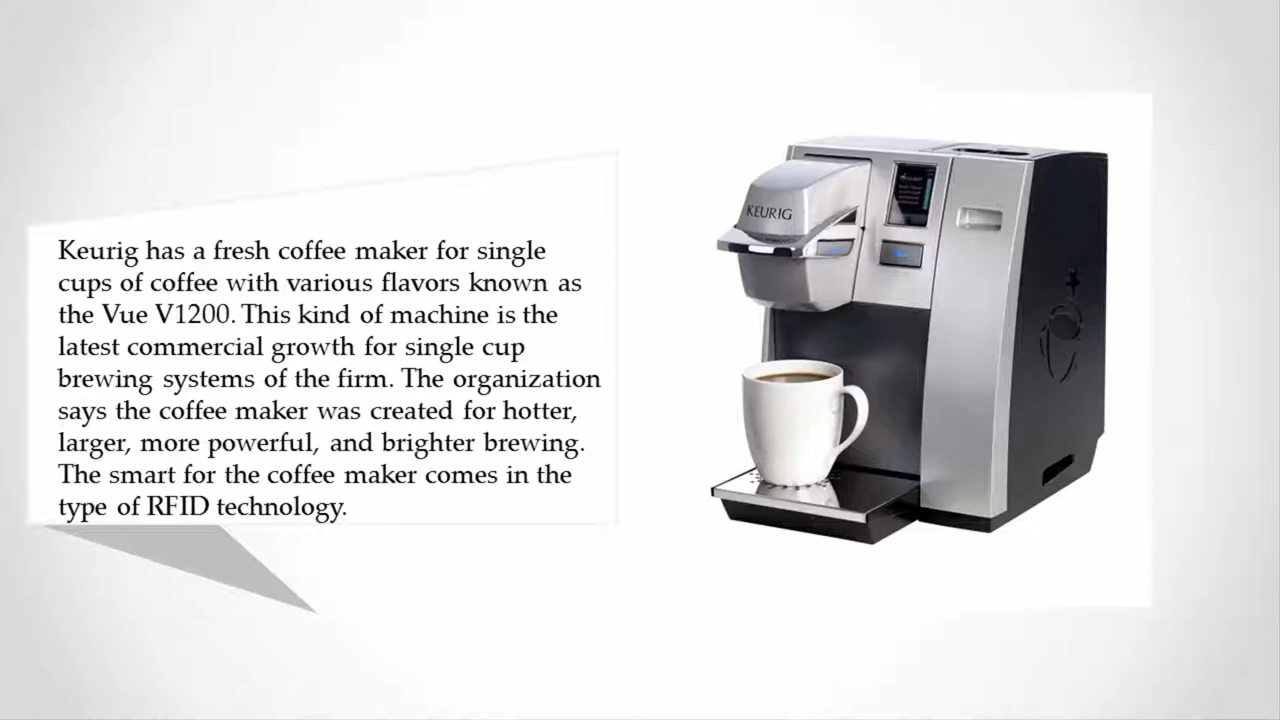 Keurig has a fresh coffee maker for single
cups of coffee with various flavors known as
the Vue V1200. This kind of machine is the
latest commercial growth for single cup
brewing systems of the firm. The organization
says the coffee maker was created for hotter,
larger, more powerful, and brighter brewing.
The smart for the coffee maker comes in the
type of RFID technology.
KEURIG